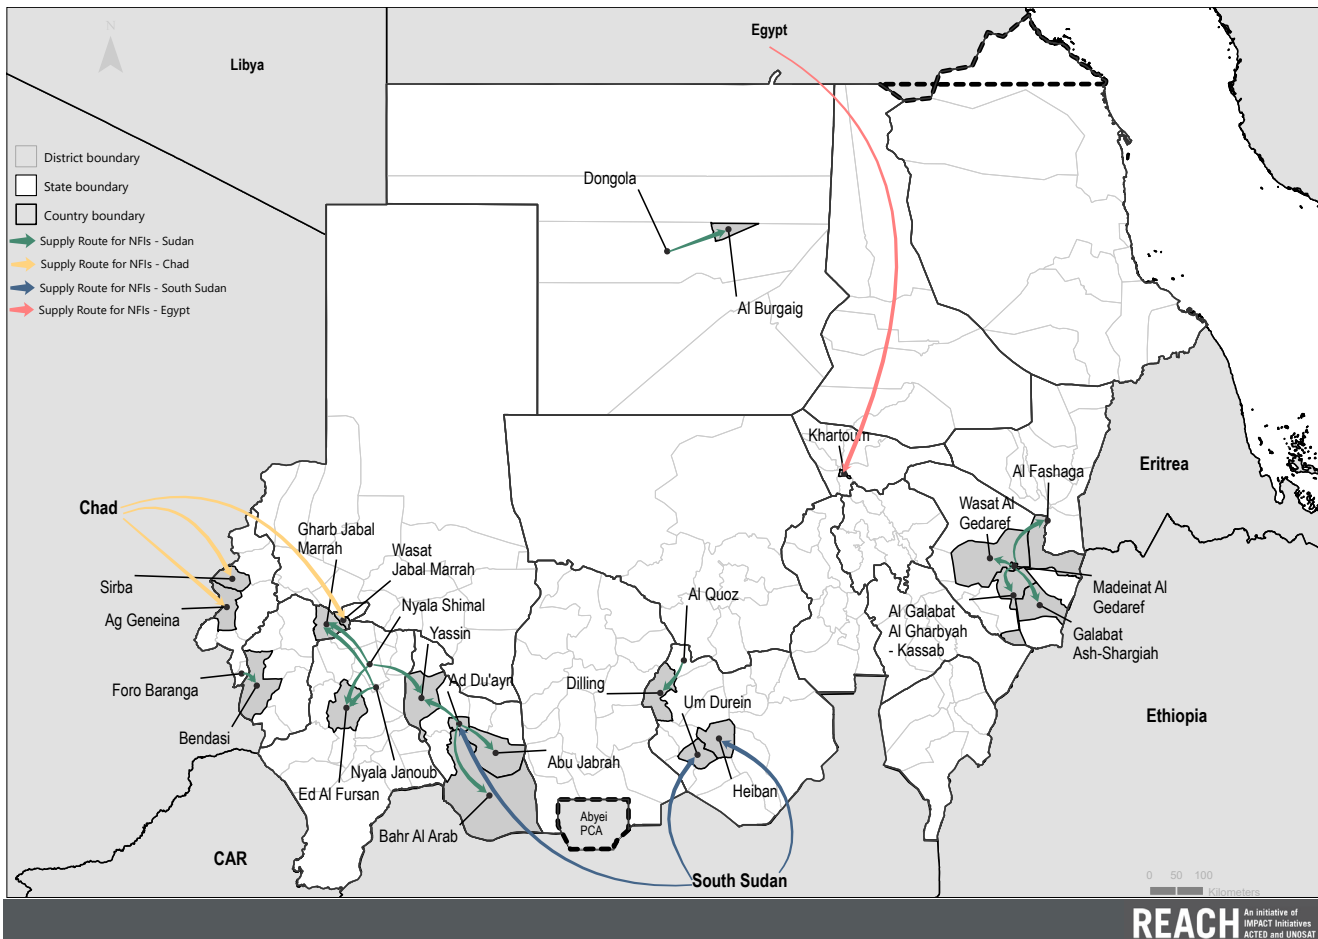 N
Egypt
Libya
District boundary
State boundary
Country boundary
Supply Route for NFIs - Sudan
Supply Route for NFIs - Chad
Supply Route for NFIs - South Sudan
Supply Route for NFIs - Egypt
Dongola
Al Burgaig
Khartoum
Al Fashaga
Eritrea
Wasat Al
Gedaref
Chad
Gharb Jabal
Marrah
Wasat
Jabal Marrah
Sirba
Nyala Shimal
Al Quoz
Madeinat Al
Gedaref
Ag Geneina
Yassin
Al Galabat
Al Gharbyah
- Kassab
Galabat
Ash-Shargiah
Foro Baranga
Ad Du'ayn
Dilling
Um Durein
Ethiopia
Bendasi
Nyala Janoub
Abu Jabrah
Ed Al Fursan
Heiban
Bahr Al Arab
Abyei
PCA
CAR
South Sudan
0 50 100
Kilometers
REACH
An initiative of
IMPACT Initiatives
ACTED and UNOSAT